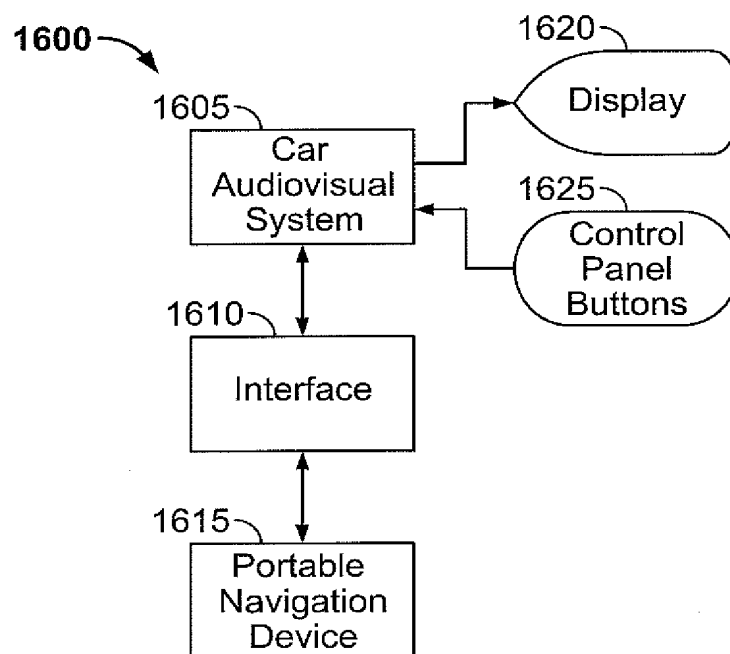 1600
1605
Car
Audiovisual
System
1620
Display
1625
Control
Panel
Buttons
1610
Interface
1615
Portable
Navigation
Device